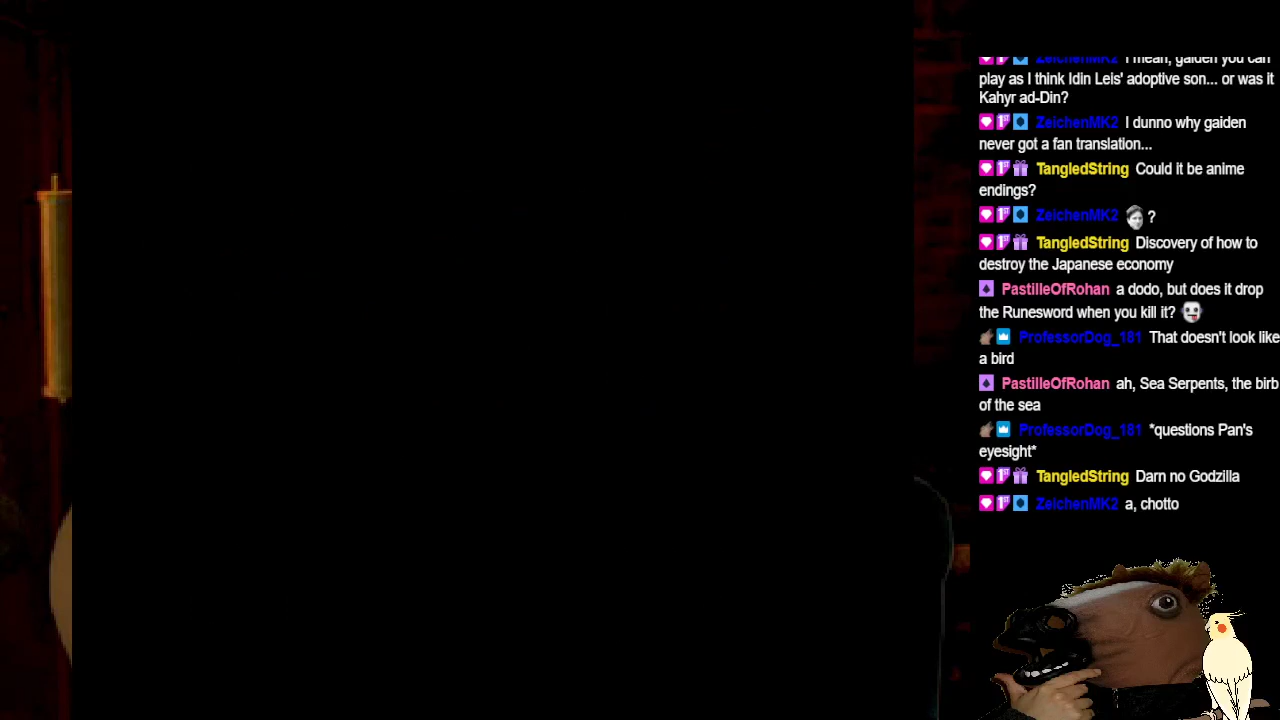 ZeichenMK2 I mean, gaiden you can
play as I think Idin Leis' adoptive son... or was it
Kahyr ad-Din?
ZeichenMK2 I dunno why gaiden
never got a fan translation...
TangledString Could it be anime
endings?
ZeichenMK2 ?
TangledString Discovery of how to
destroy the Japanese economy
PastilleOfRohan a dodo, but does it drop
the Runesword when you kill it?
ProfessorDog_181 That doesn't look like
a bird
PastilleOfRohan ah, Sea Serpents, the birb
of the sea
ProfessorDog_181 *questions Pan's
eyesight*
TangledString Darn no Godzilla
ZeichenMK2 a, chotto